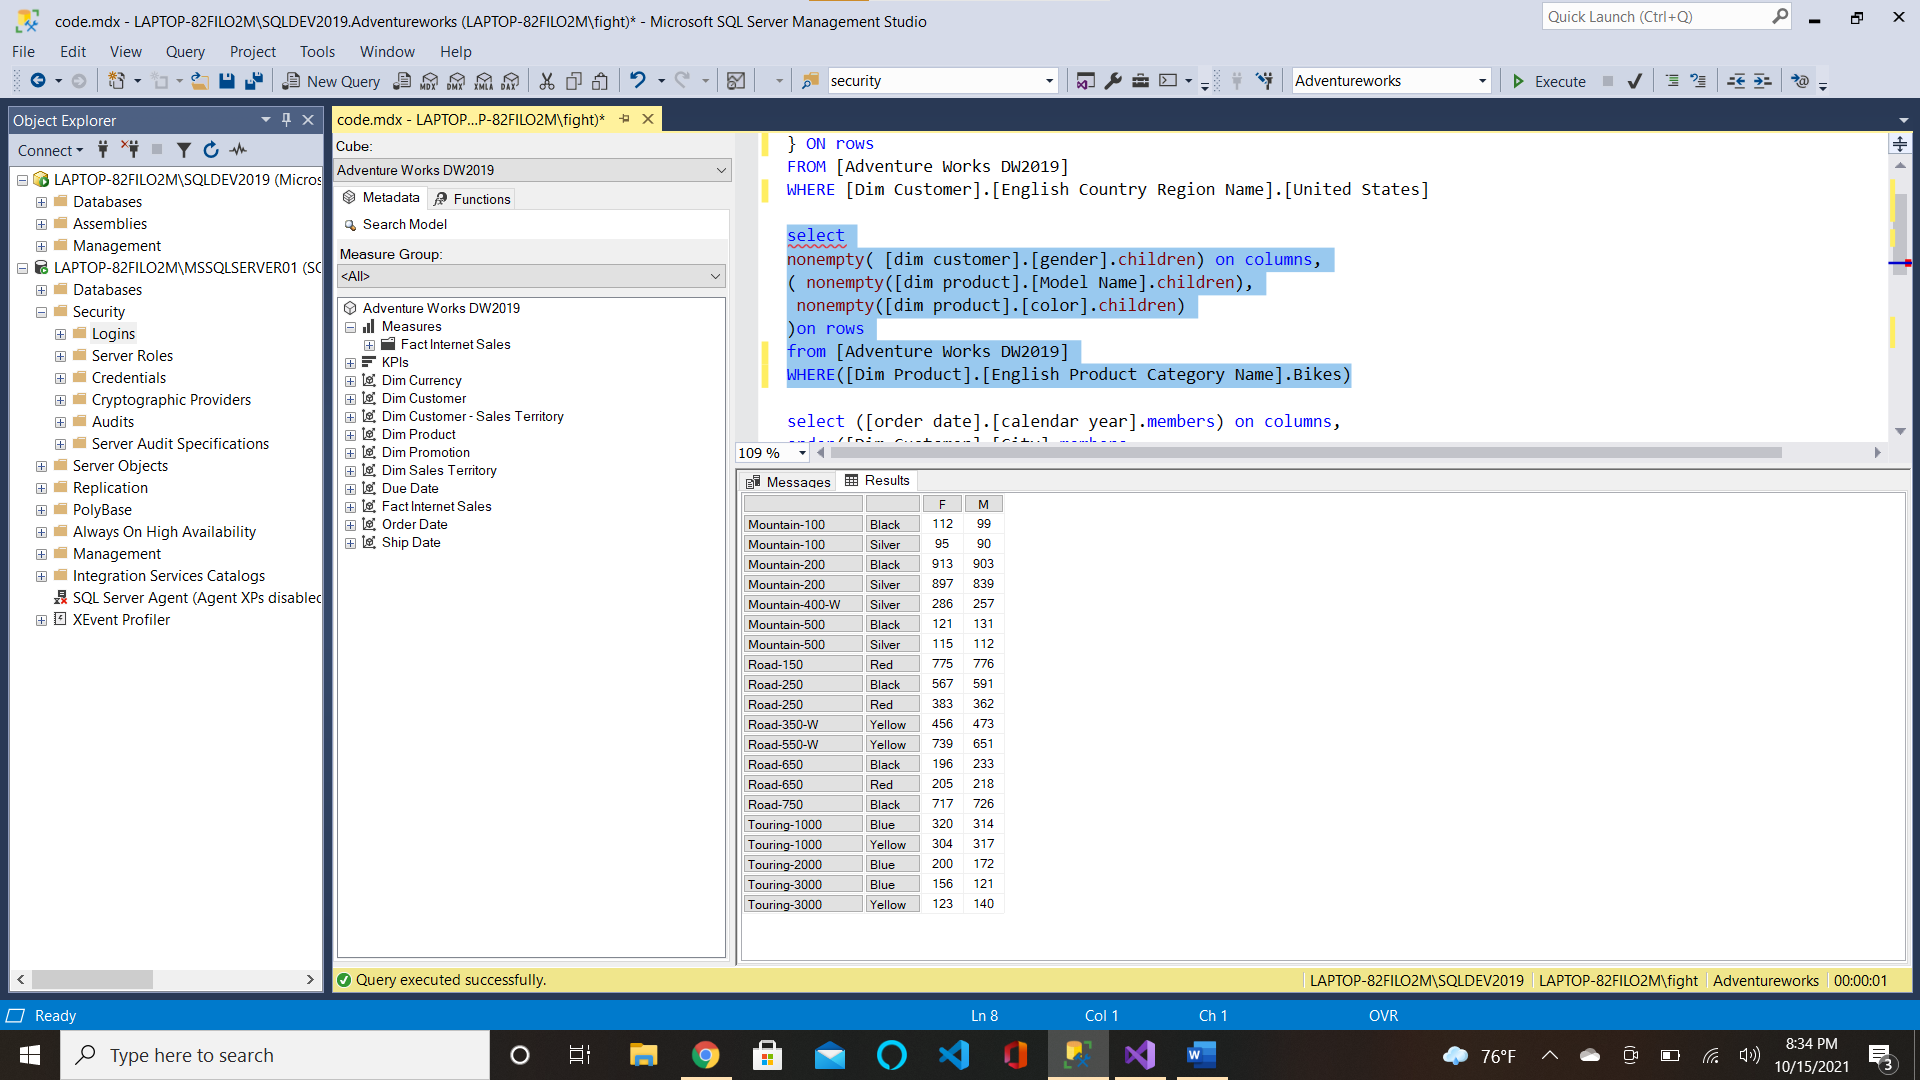 code.mdx - LAPTOP-82FILO2M\SQLDEV2019.Adventureworks (LAPTOP-82FILO2M\fight)* - Microsoft SQL Server Management Studio
Quick Launch (Ctrl+Q)
File Edit View Query Project Tools Window Help
New Query MDX DMX XMLA DAX security Adventureworks Execute
Object Explorer
Connect
LAPTOP-82FILO2M\SQLDEV2019 (Micros
Databases
Assemblies
Management
LAPTOP-82FILO2M\MSSQLSERVER01 (SC
Databases
Security
Logins
Server Roles
Credentials
Cryptographic Providers
Audits
Server Audit Specifications
Server Objects
Replication
PolyBase
Always On High Availability
Management
Integration Services Catalogs
SQL Server Agent (Agent XPs disabled
XEvent Profiler
code.mdx - LAPTOP...P-82FILO2M\fight)*
Cube:
Adventure Works DW2019
Metadata Functions
Search Model
Measure Group:
<All>
Adventure Works DW2019
Measures
Fact Internet Sales
KPIs
Dim Currency
Dim Customer
Dim Customer - Sales Territory
Dim Product
Dim Promotion
Dim Sales Territory
Due Date
Fact Internet Sales
Order Date
Ship Date
} ON rows
FROM [Adventure Works DW2019]
WHERE [Dim Customer].[English Country Region Name].[United States]
select
nonempty( [dim customer].[gender].children) on columns,
( nonempty([dim product].[Model Name].children),
nonempty([dim product].[color].children)
)on rows
from [Adventure Works DW2019]
WHERE([Dim Product].[English Product Category Name].Bikes)
select ([order date].[calendar year].members) on columns,
order([Dim Customer].[City].members
109 %
Messages Results
F M
Mountain-100 Black 112 99
Mountain-100 Silver 95 90
Mountain-200 Black 913 903
Mountain-200 Silver 897 839
Mountain-400-W Silver 286 257
Mountain-500 Black 121 131
Mountain-500 Silver 115 112
Road-150 Red 775 776
Road-250 Black 567 591
Road-250 Red 383 362
Road-350-W Yellow 456 473
Road-550-W Yellow 739 651
Road-650 Black 196 233
Road-650 Red 205 218
Road-750 Black 717 726
Touring-1000 Blue 320 314
Touring-1000 Yellow 304 317
Touring-2000 Blue 200 172
Touring-3000 Blue 156 121
Touring-3000 Yellow 123 140
Query executed successfully.
LAPTOP-82FILO2M\SQLDEV2019 LAPTOP-82FILO2M\fight Adventureworks 00:00:01
Ready Ln 8 Col 1 Ch 1 OVR
Type here to search
76°F
8:34 PM
10/15/2021
3